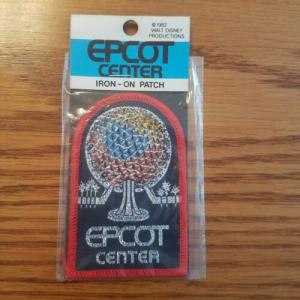 ©1982
WALT DISNEY
PRODUCTIONS
EPCOT
CENTER
IRON-ON PATCH
EPCOT
CENTER